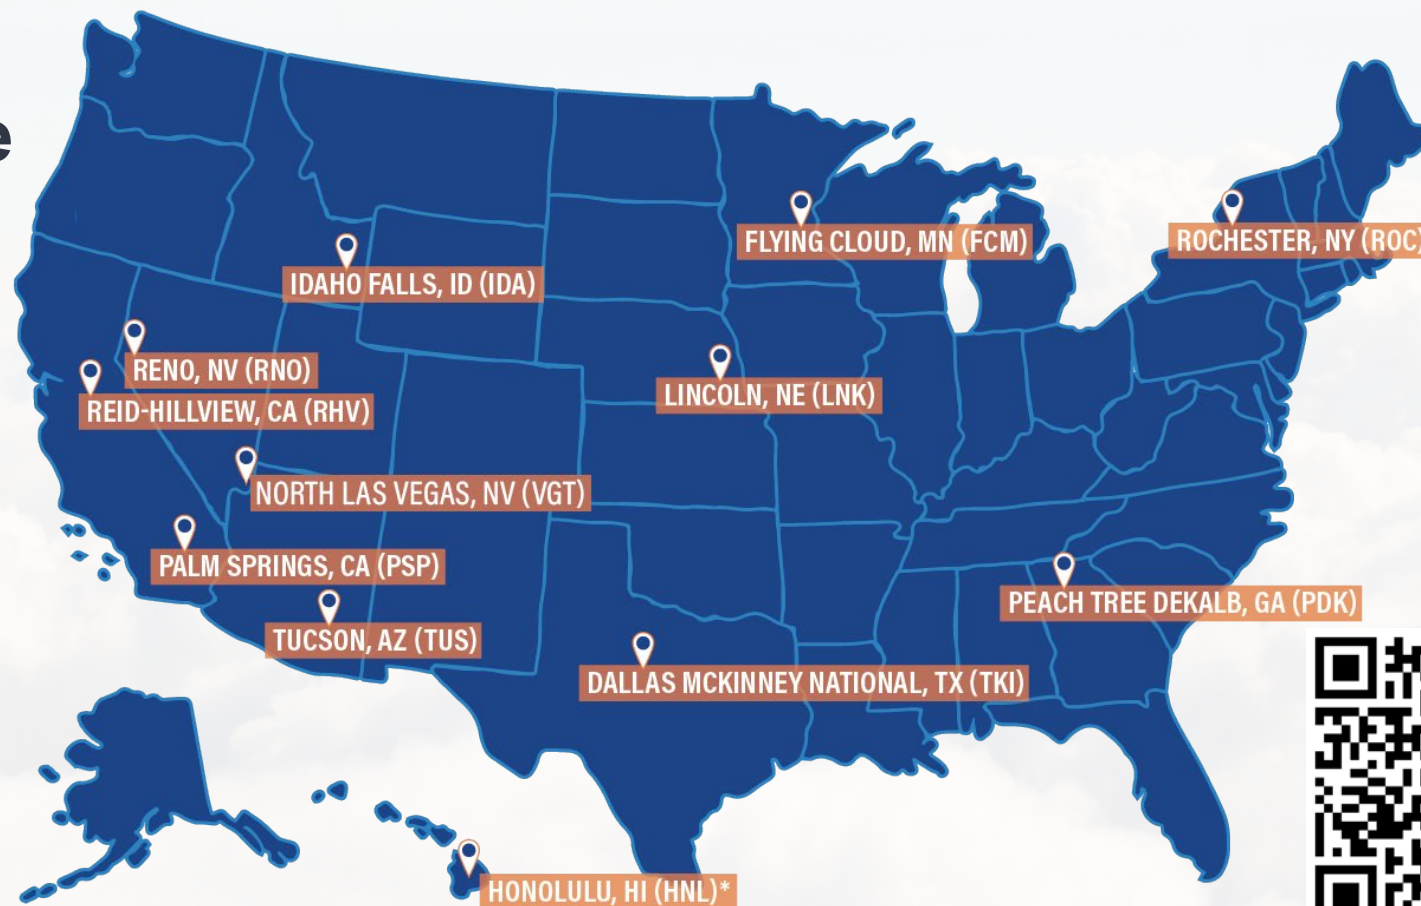 e
FLYING CLOUD, MN (FCM)
ROCHESTER, NY (ROC)
IDAHO FALLS, ID (IDA)
RENO, NV (RNO)
LINCOLN, NE (LNK)
REID-HILLVIEW, CA (RHV)
NORTH LAS VEGAS, NV (VGT)
PALM SPRINGS, CA (PSP)
PEACH TREE DEKALB, GA (PDK)
TUCSON, AZ (TUS)
DALLAS MCKINNEY NATIONAL, TX (TKI)
HONOLULU, HI (HNL)*